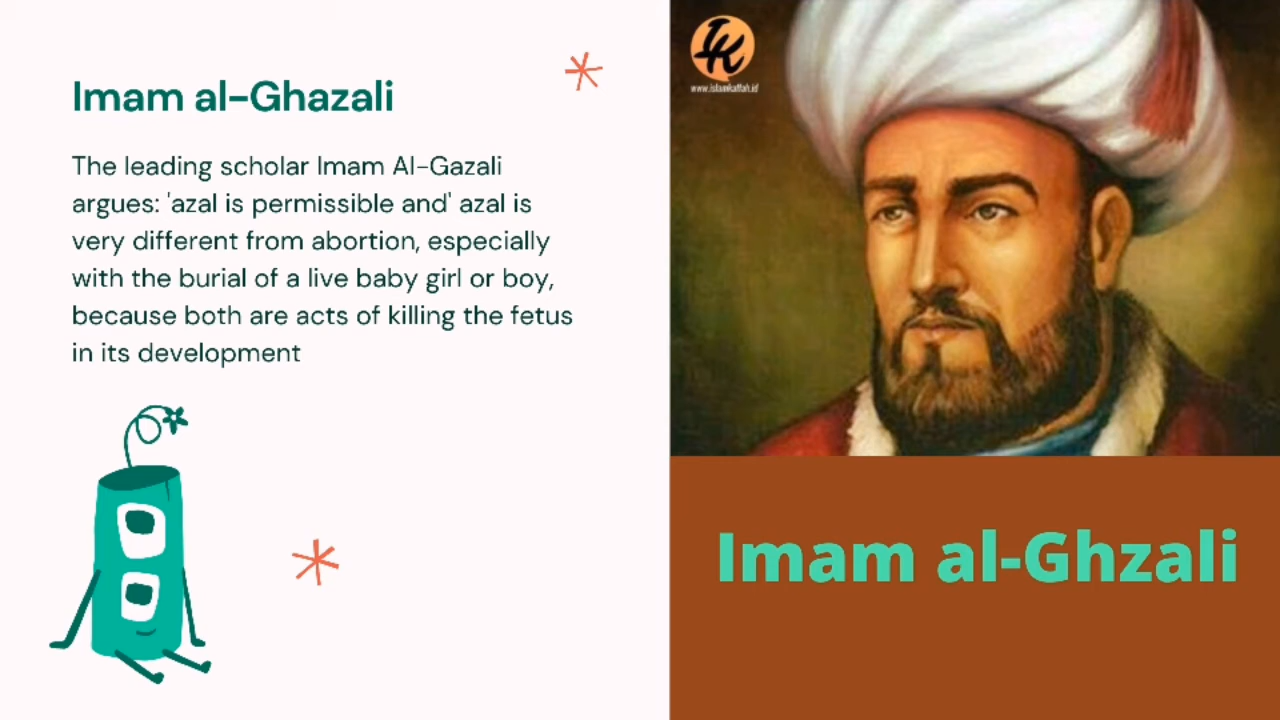 Imam al-Ghazali
The leading scholar Imam Al-Gazali
argues: 'azal is permissible and' azal is
very different from abortion, especially
with the burial of a live baby girl or boy,
because both are acts of killing the fetus
in its development
IK
www.islamkaffah.id
Imam al-Ghzali